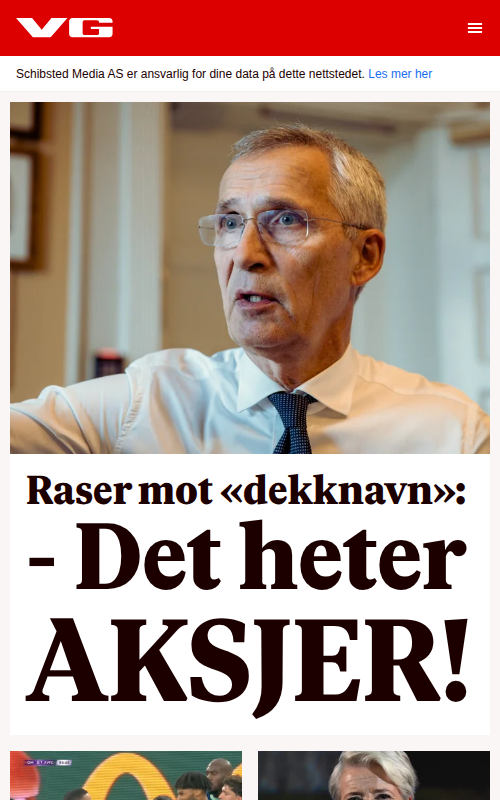 VG
Schibsted Media AS er ansvarlig for dine data på dette nettstedet. Les mer her
Raser mot «dekknavn»:
- Det heter
AKSJER!